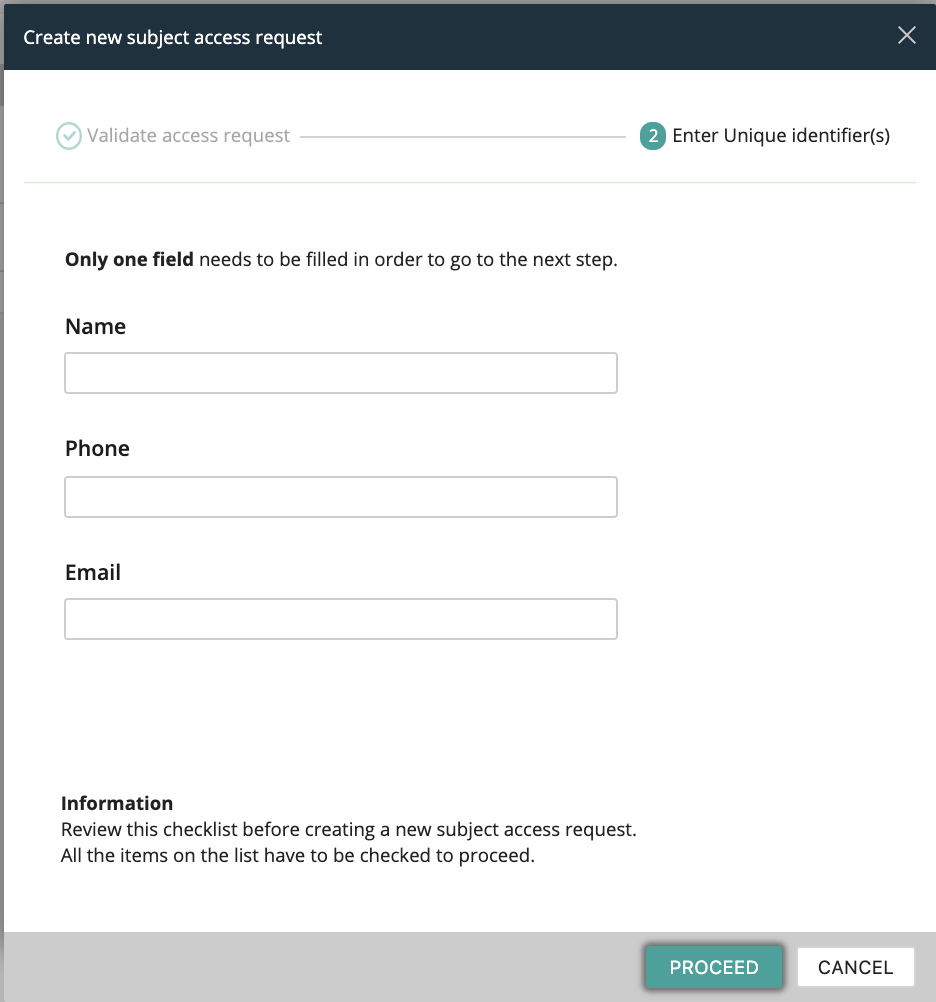 Create new subject access request
Validate access request
2 Enter Unique identifier(s)
Only one field needs to be filled in order to go to the next step.
Name
Phone
Email
Information
Review this checklist before creating a new subject access request.
All the items on the list have to be checked to proceed.
PROCEED
CANCEL